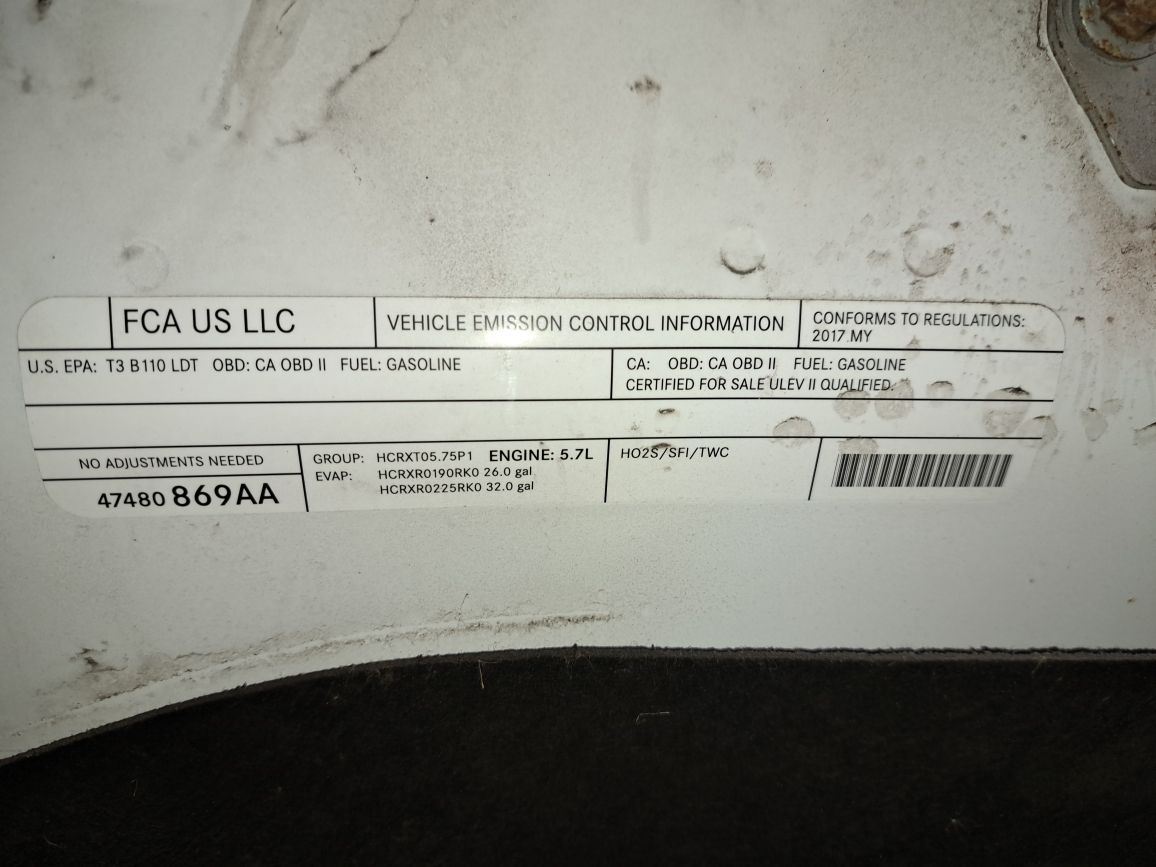 FCA US LLC
VEHICLE EMISSION CONTROL INFORMATION
CONFORMS TO REGULATIONS:
2017 MY
U.S. EPA: T3 B110 LDT OBD: CA OBD II FUEL: GASOLINE
CA: OBD: CA OBD II FUEL: GASOLINE
CERTIFIED FOR SALE ULEV II QUALIFIED.
NO ADJUSTMENTS NEEDED
47480 869AA
GROUP: HCRXT05.75P1 ENGINE: 5.7L
EVAP: HCRXR0190RK0 26.0 gal
HCRXR0225RK0 32.0 gal
HO2S/SFI/TWC